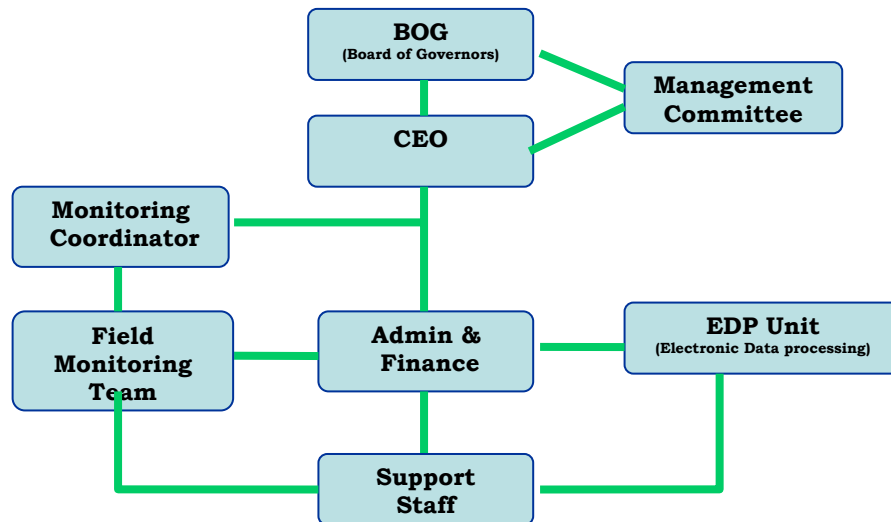 BOG
(Board of Governors)
Management
Committee
CEO
Monitoring
Coordinator
Field
Monitoring
Team
Admin &
Finance
EDP Unit
(Electronic Data processing)
Support
Staff